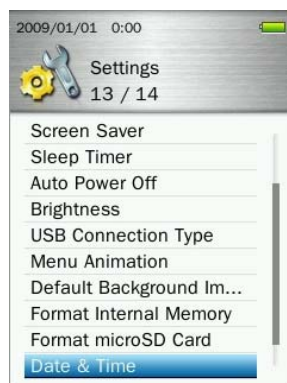 2009/01/01 0:00
Settings
13 / 14
Screen Saver
Sleep Timer
Auto Power Off
Brightness
USB Connection Type
Menu Animation
Default Background Im...
Format Internal Memory
Format microSD Card
Date & Time